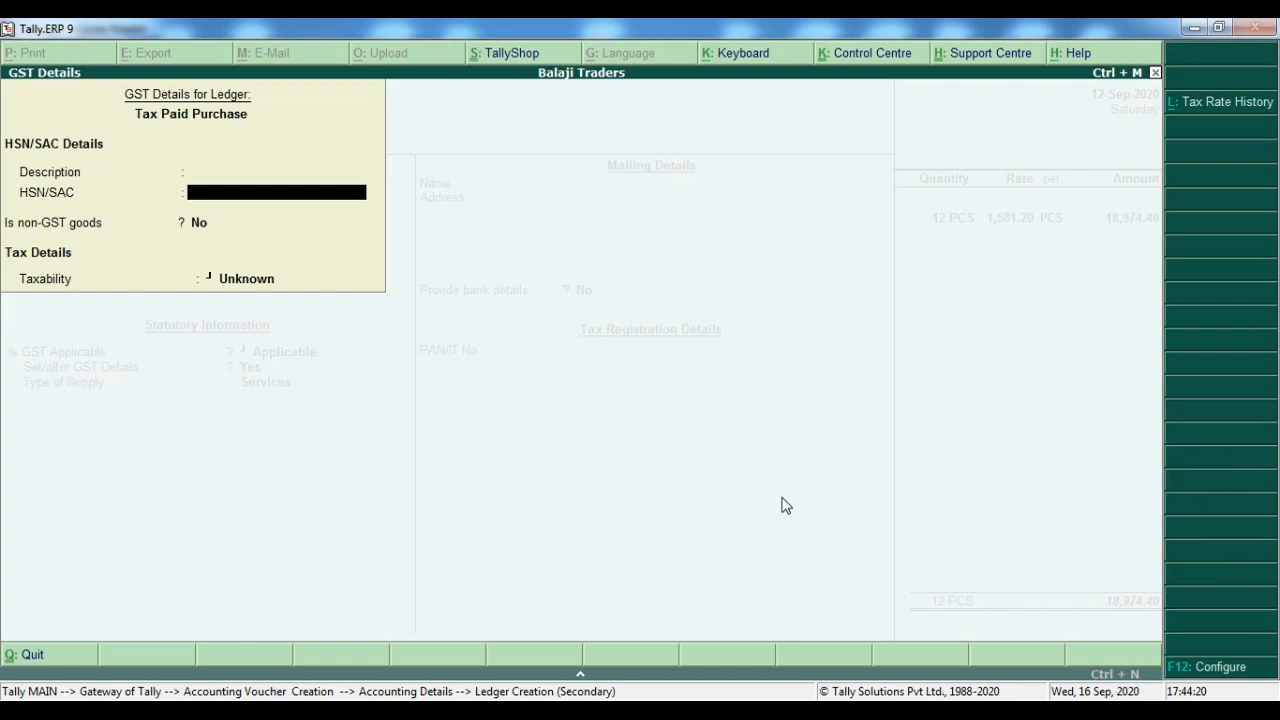 Tally.ERP 9
P: Print E: Export M: E-Mail O: Upload S: TallyShop G: Language K: Keyboard K: Control Centre H: Support Centre H: Help
GST Details Balaji Traders Ctrl + M
GST Details for Ledger:
Tax Paid Purchase
HSN/SAC Details
Description :
HSN/SAC :
Is non-GST goods ? No
Tax Details
Taxability : Unknown
Statutory Information
Is GST Applicable ? Applicable
Set/alter GST Details ? Yes
Type of Supply Services
Mailing Details
Name
Address
Provide bank details ? No
Tax Registration Details
PAN/IT No.
12-Sep-2020
Saturday
Quantity Rate per Amount
12 PCS 1,581.20 PCS 18,974.40
12 PCS 18,974.40
L: Tax Rate History
F12: Configure
Q: Quit
Ctrl + N
Tally MAIN --> Gateway of Tally --> Accounting Voucher Creation --> Accounting Details --> Ledger Creation (Secondary) © Tally Solutions Pvt Ltd., 1988-2020 Wed, 16 Sep, 2020 17:44:20